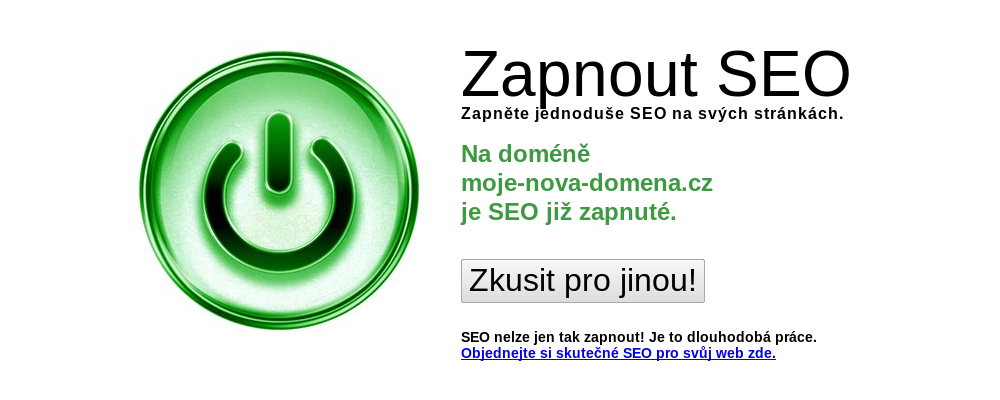 Zapnout SEO
Zapněte jednoduše SEO na svých stránkách.
Na doméně
moje-nova-domena.cz
je SEO již zapnuté.
Zkusit pro jinou!
SEO nelze jen tak zapnout! Je to dlouhodobá práce.
Objednejte si skutečné SEO pro svůj web zde.